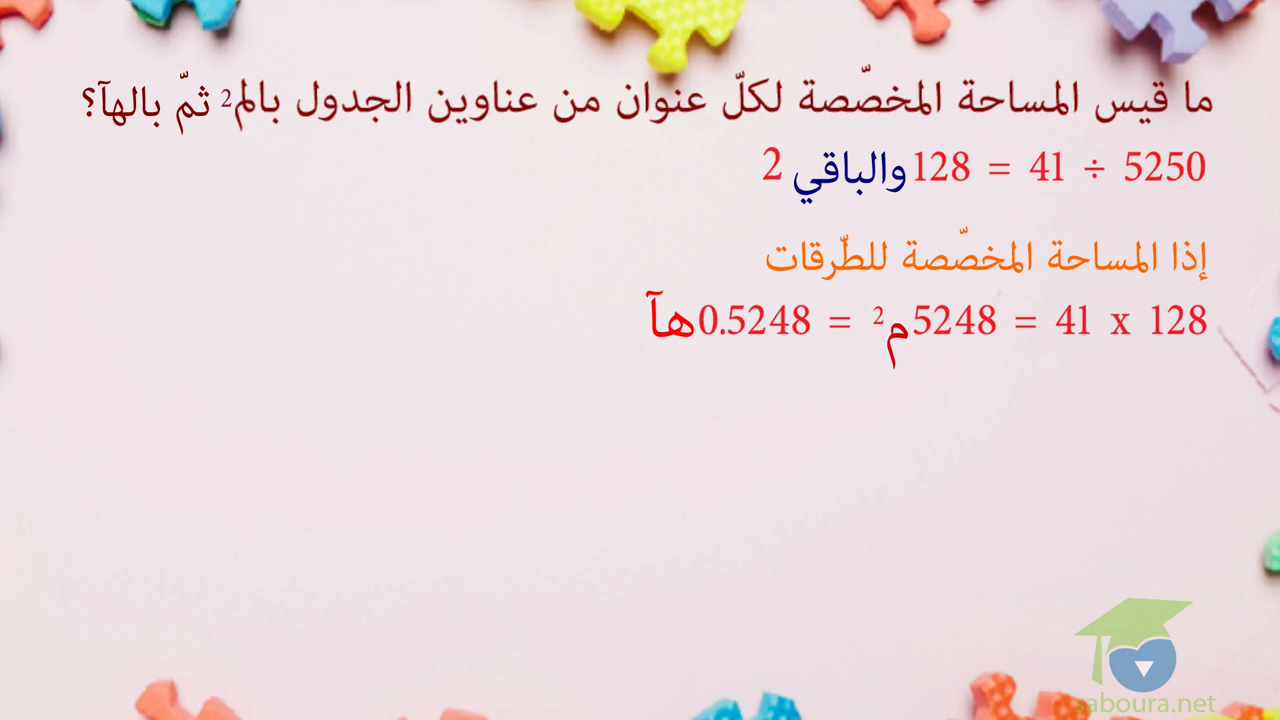 ما قيس المساحة المخصّصة لكلّ عنوان من عناوين الجدول بالم² ثمّ بالهآ؟
5250 ÷ 41 = 128 والباقي 2
إذا المساحة المخصّصة للطّرقات
128 x 41 = 5248م² = 0.5248هآ
saboura.net